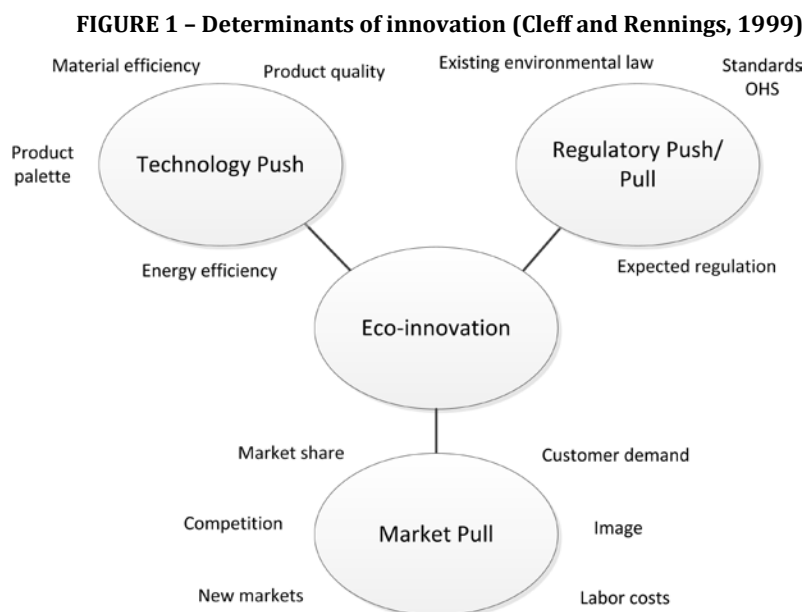 FIGURE 1 – Determinants of innovation (Cleff and Rennings, 1999)
Material efficiency
Product quality
Existing environmental law
Standards
OHS
Product
palette
Technology Push
Regulatory Push/
Pull
Energy efficiency
Expected regulation
Eco-innovation
Market share
Customer demand
Competition
Market Pull
Image
New markets
Labor costs